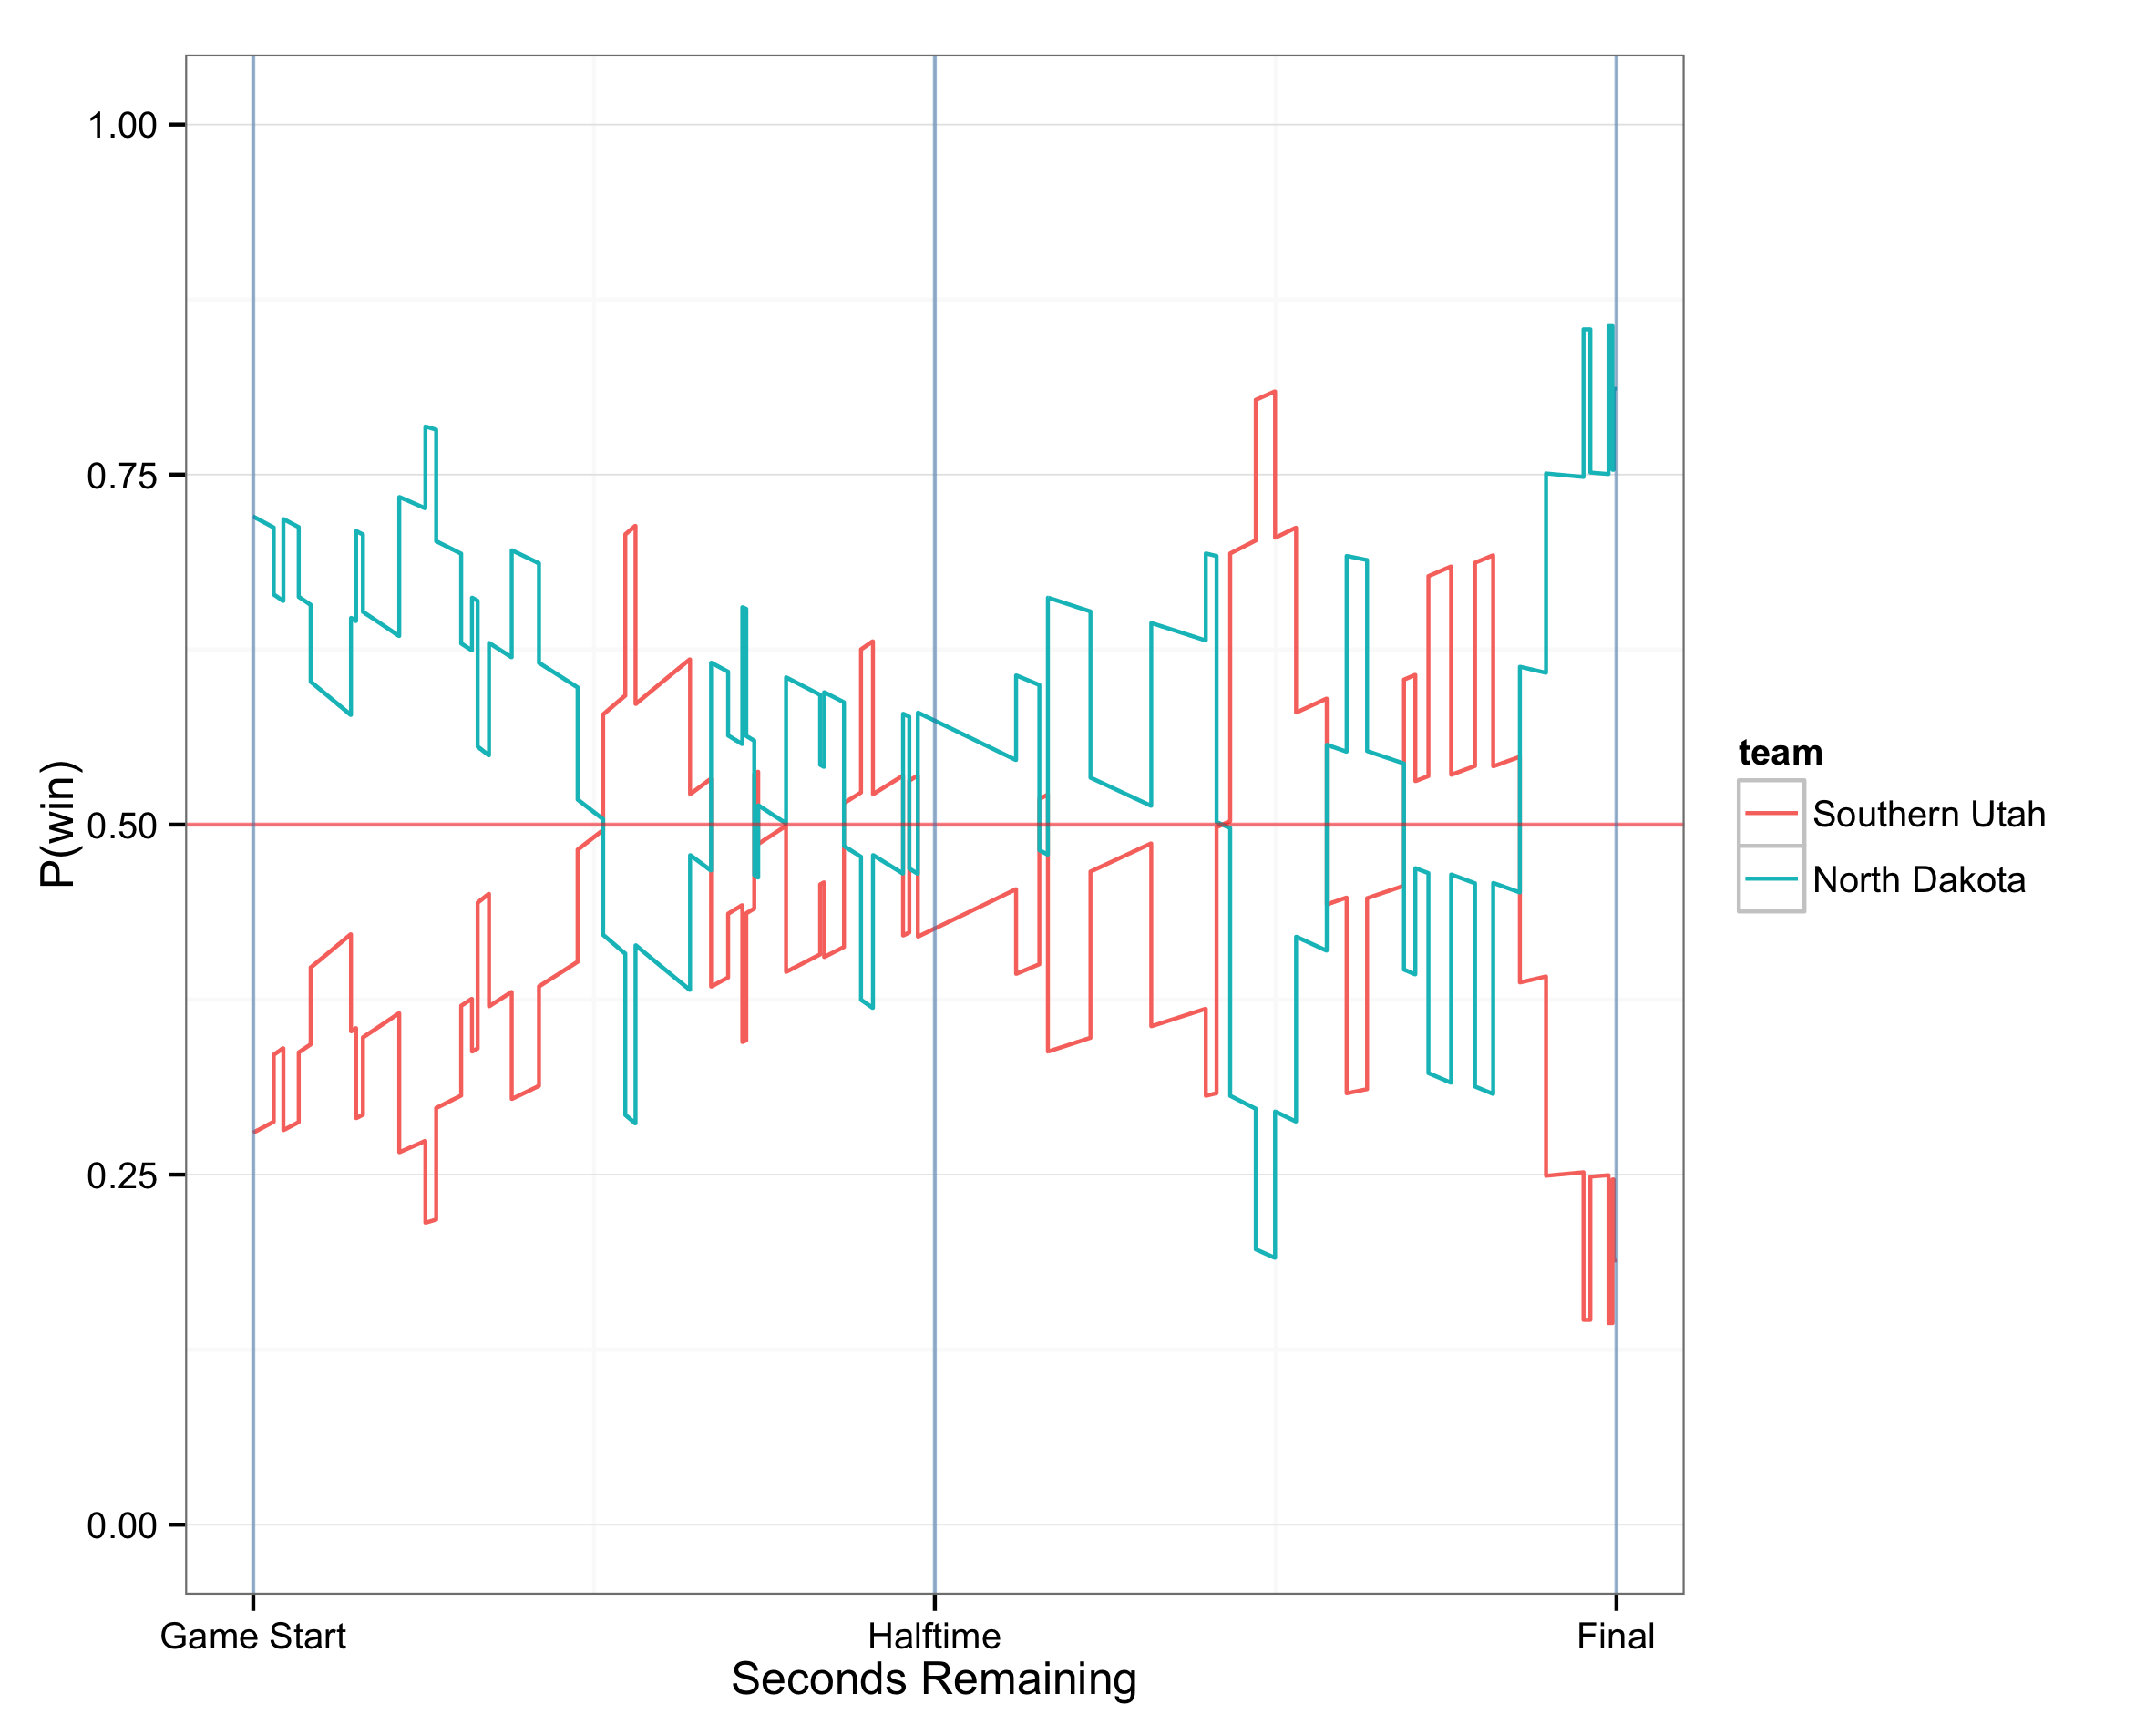 1.00
0.75
0.50
0.25
0.00
P(win)
Game Start
Halftime
Final
Seconds Remaining
team
Southern Utah
North Dakota